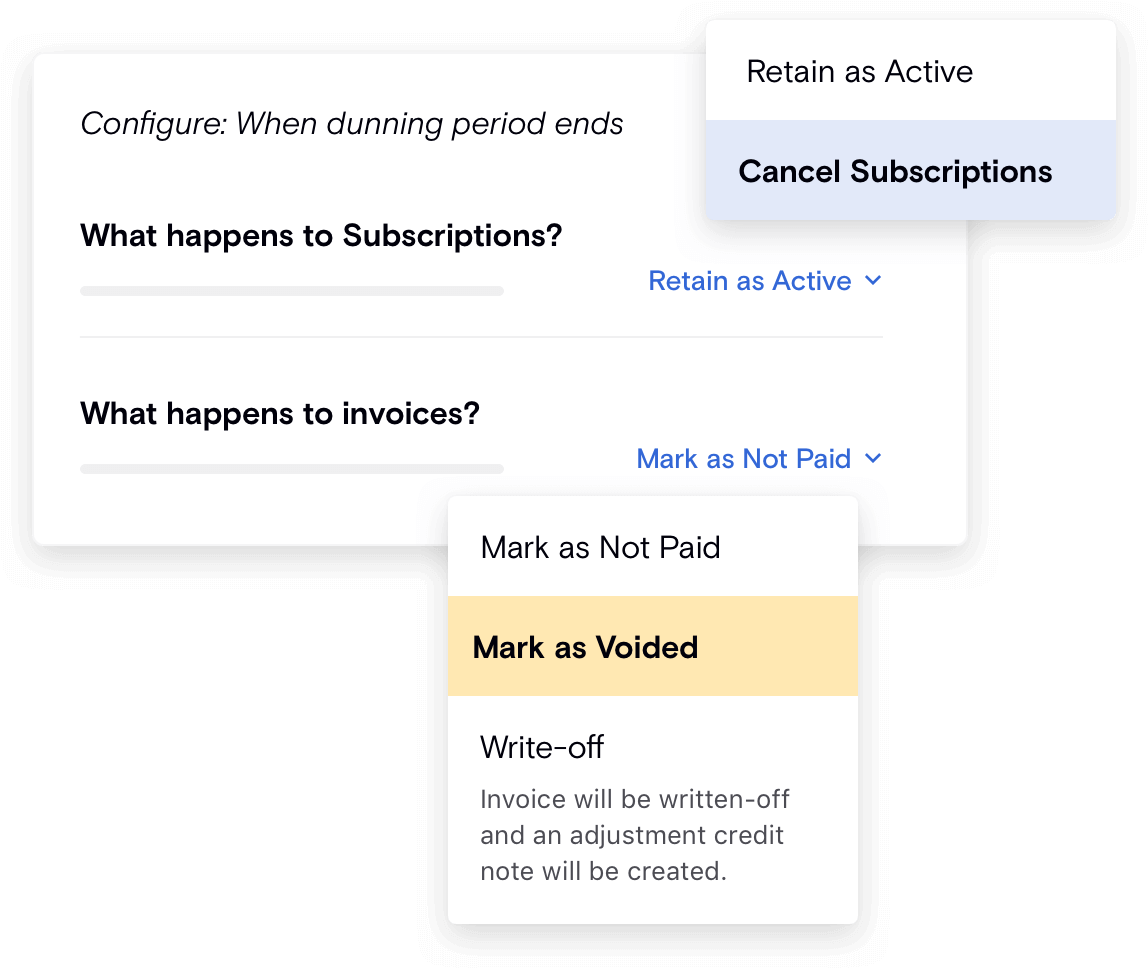 Retain as Active
Cancel Subscriptions
Configure: When dunning period ends
What happens to Subscriptions?
Retain as Active
What happens to invoices?
Mark as Not Paid
Mark as Not Paid
Mark as Voided
Write-off
Invoice will be written-off
and an adjustment credit
note will be created.